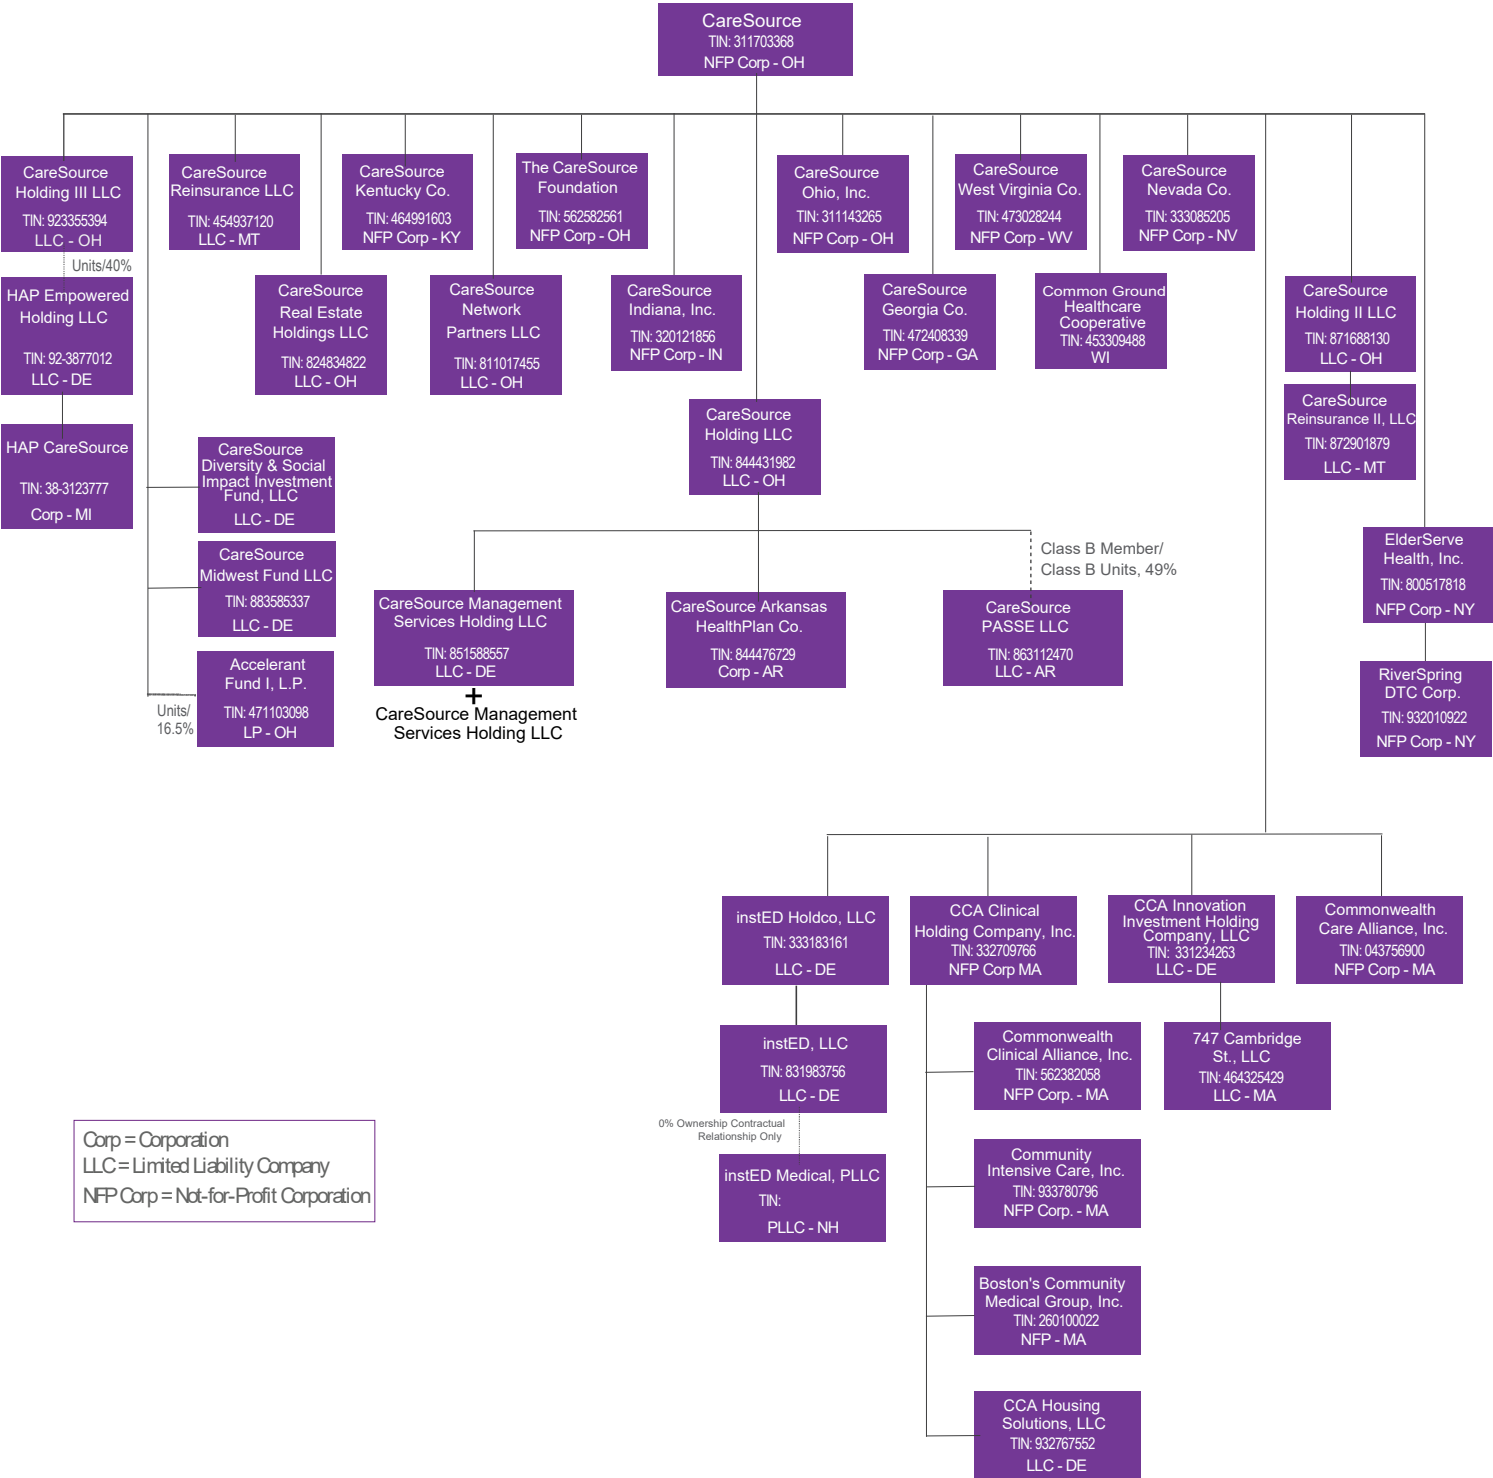 CareSource
TIN: 311703368
NFP Corp - OH
CareSource
Holding III LLC
TIN: 923355394
LLC - OH
CareSource
Reinsurance LLC
TIN: 454937120
LLC - MT
CareSource
Kentucky Co.
TIN: 464991603
NFP Corp - KY
The CareSource
Foundation
TIN: 562582561
NFP Corp - OH
CareSource
Ohio, Inc.
TIN: 311143265
NFP Corp - OH
CareSource
West Virginia Co.
TIN: 473028244
NFP Corp - WV
CareSource
Nevada Co.
TIN: 333085205
NFP Corp - NV
Units/40%
HAP Empowered
Holding LLC
TIN: 92-3877012
LLC - DE
CareSource
Real Estate
Holdings LLC
TIN: 824834822
LLC - OH
CareSource
Network
Partners LLC
TIN: 811017455
LLC - OH
CareSource
Indiana, Inc.
TIN: 320121856
NFP Corp - IN
CareSource
Georgia Co.
TIN: 472408339
NFP Corp - GA
Common Ground
Healthcare
Cooperative
TIN: 453309488
WI
CareSource
Holding II LLC
TIN: 871688130
LLC - OH
CareSource
Reinsurance II, LLC
TIN: 872901879
LLC - MT
HAP CareSource
TIN: 38-3123777
Corp - MI
CareSource
Holding LLC
TIN: 844431982
LLC - OH
CareSource
Diversity & Social
Impact Investment
Fund, LLC
LLC - DE
CareSource
Midwest Fund LLC
TIN: 883585337
LLC - DE
Accelerant
Fund I, L.P.
TIN: 471103098
LP - OH
Units/
16.5%
CareSource Management
Services Holding LLC
TIN: 851588557
LLC - DE
+
CareSource Management
Services Holding LLC
CareSource Arkansas
HealthPlan Co.
TIN: 844476729
Corp - AR
Class B Member/
Class B Units, 49%
CareSource
PASSE LLC
TIN: 863112470
LLC - AR
ElderServe
Health, Inc.
TIN: 800517818
NFP Corp - NY
RiverSpring
DTC Corp.
TIN: 932010922
NFP Corp - NY
instED Holdco, LLC
TIN: 333183161
LLC - DE
CCA Clinical
Holding Company, Inc.
TIN: 332709766
NFP Corp MA
CCA Innovation
Investment Holding
Company, LLC
TIN: 331234263
LLC - DE
Commonwealth
Care Alliance, Inc.
TIN: 043756900
NFP Corp - MA
instED, LLC
TIN: 831983756
LLC - DE
0% Ownership Contractual
Relationship Only
instED Medical, PLLC
TIN:
PLLC - NH
Commonwealth
Clinical Alliance, Inc.
TIN: 562382058
NFP Corp. - MA
747 Cambridge
St., LLC
TIN: 464325429
LLC - MA
Community
Intensive Care, Inc.
TIN: 933780796
NFP Corp. - MA
Boston's Community
Medical Group, Inc.
TIN: 260100022
NFP - MA
CCA Housing
Solutions, LLC
TIN: 932767552
LLC - DE
Corp = Corporation
LLC = Limited Liability Company
NFP Corp = Not-for-Profit Corporation